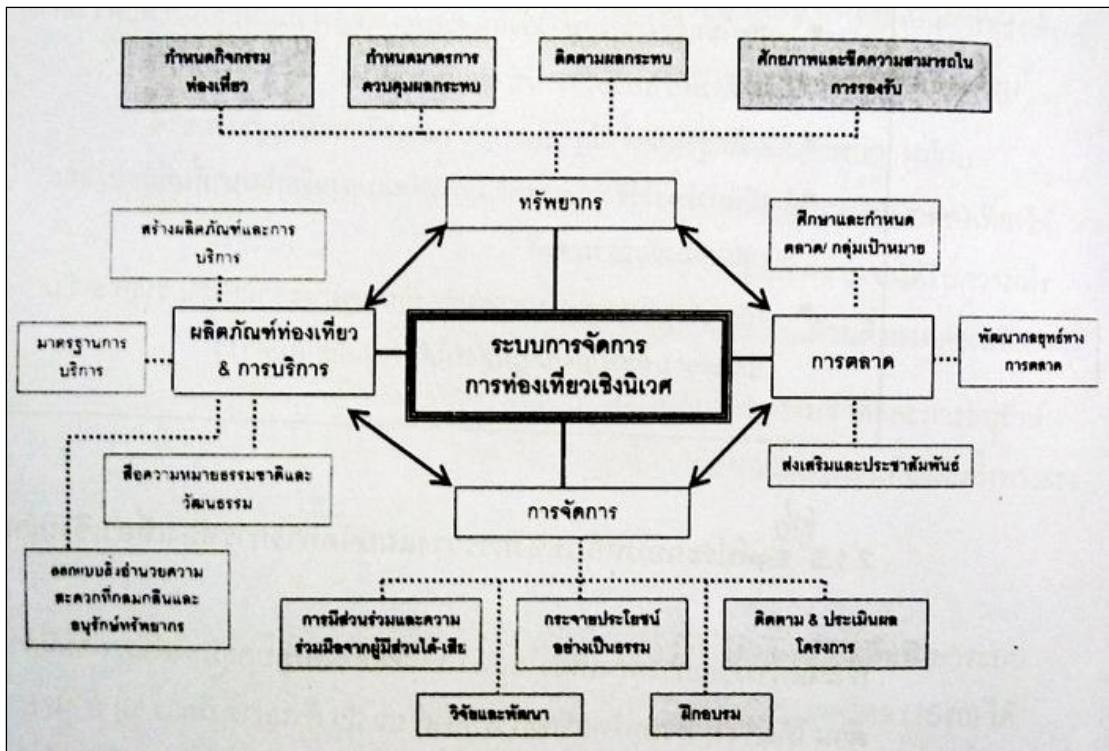 กำหนดกิจกรรม
ท่องเที่ยว
กำหนดมาตรการ
ควบคุมผลกระทบ
ติดตามผลกระทบ
ศักยภาพและขีดความสามารถใน
การรองรับ
ทรัพยากร
สร้างผลิตภัณฑ์และการ
บริการ
ศึกษาและกำหนด
ตลาด/ กลุ่มเป้าหมาย
มาตรฐานการ
บริการ
ผลิตภัณฑ์ท่องเที่ยว
& การบริการ
ระบบการจัดการ
การท่องเที่ยวเชิงนิเวศ
การตลาด
พัฒนากลยุทธ์ทาง
การตลาด
สื่อความหมายธรรมชาติและ
วัฒนธรรม
ส่งเสริมและประชาสัมพันธ์
การจัดการ
ออกแบบสิ่งอำนวยความ
สะดวกที่กลมกลืนและ
อนุรักษ์ทรัพยากร
การมีส่วนร่วมและความ
ร่วมมือจากผู้มีส่วนได้-เสีย
กระจายประโยชน์
อย่างเป็นธรรม
ติดตาม & ประเมินผล
โครงการ
วิจัยและพัฒนา
ฝึกอบรม